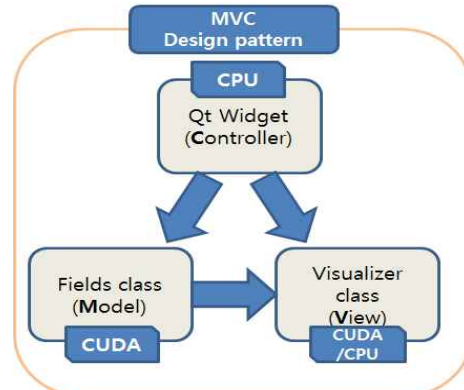 MVC
Design pattern
CPU
Qt Widget
(Controller)
Fields class
(Model)
CUDA
Visualizer
class
(View)
CUDA
/CPU